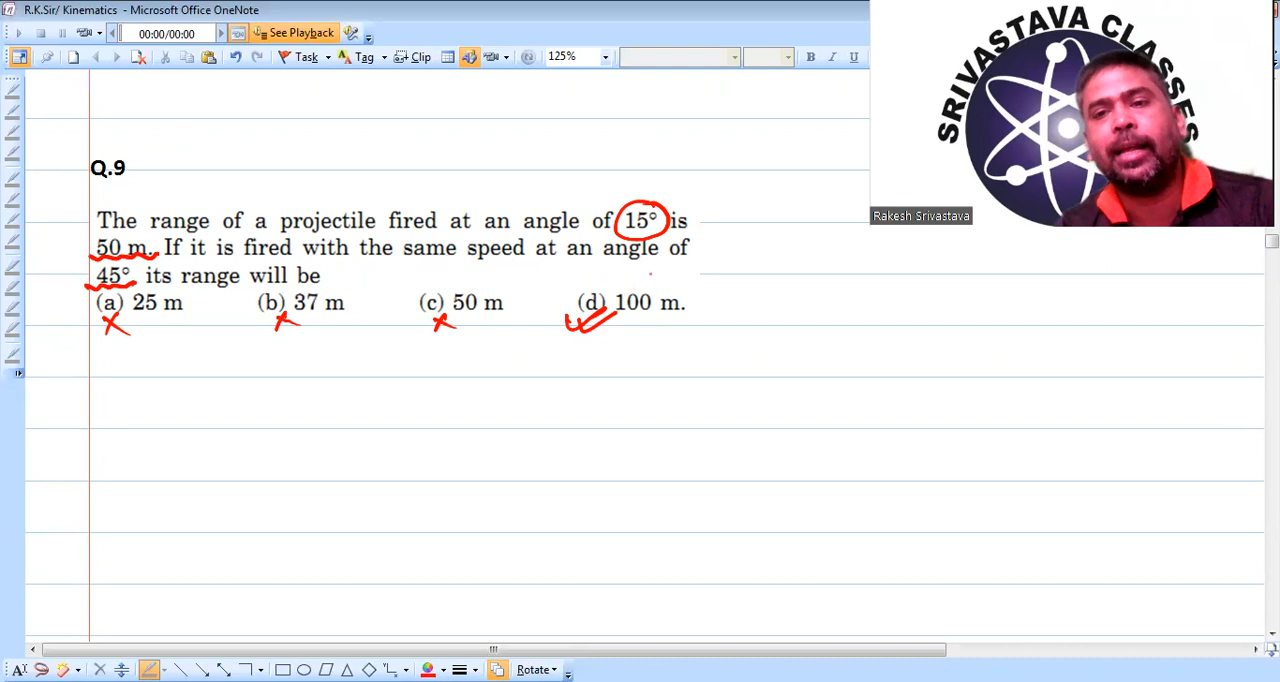 R.K.Sir/ Kinematics - Microsoft Office OneNote
00:00/00:00 See Playback
Task Tag Clip 125% B I U
SRIVASTAVA CLASSES
Rakesh Srivastava
Q.9
The range of a projectile fired at an angle of 15° is
50 m. If it is fired with the same speed at an angle of
45° its range will be
(a) 25 m (b) 37 m (c) 50 m (d) 100 m.
Rotate